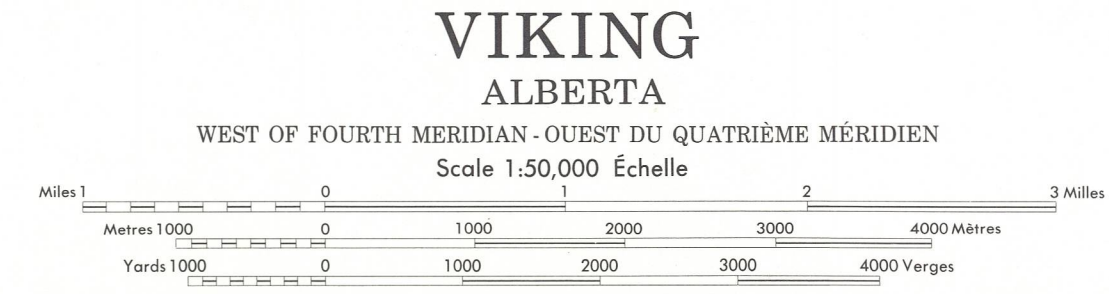 VIKING
ALBERTA
WEST OF FOURTH MERIDIAN - OUEST DU QUATRIÈME MÉRIDIEN
Scale 1:50,000 Échelle
Miles 1 0 1 2 3 Milles
Metres 1000 0 1000 2000 3000 4000 Mètres
Yards 1000 0 1000 2000 3000 4000 Verges